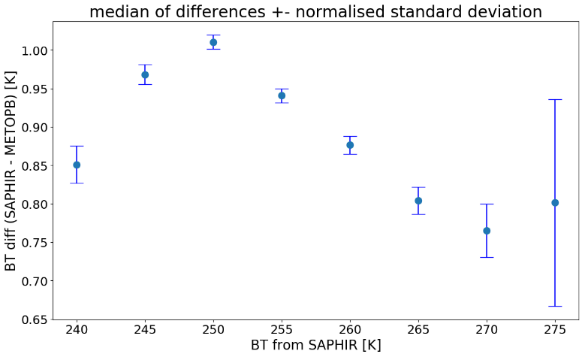 median of differences +- normalised standard deviation
BT diff (SAPHIR - METOPB) [K]
1.00
0.95
0.90
0.85
0.80
0.75
0.70
0.65
240 245 250 255 260 265 270 275
BT from SAPHIR [K]